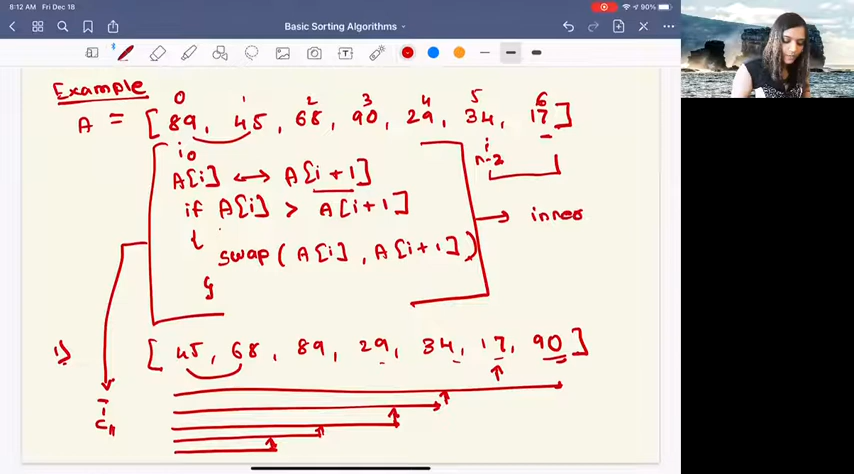 8:12 AM Fri Dec 18
90%
Basic Sorting Algorithms
Example
0 1 2 3 4 5 6
A = [89, 45, 68, 90, 29, 34, 17]
i 0
i
n-2
A[i] ↔ A[i+1]
if A[i] > A[i+1]
{
swap(A[i], A[i+1])
}
→ inner
1) [45, 68, 89, 29, 34, 17, 90]